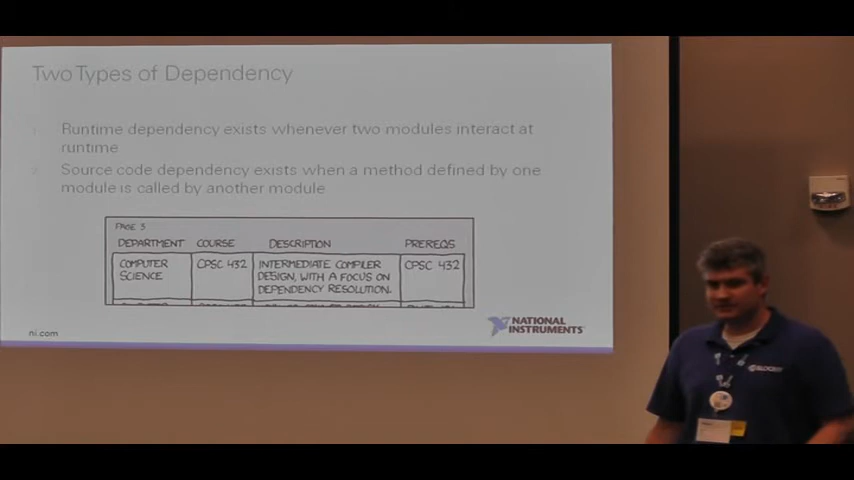 Two Types of Dependency
1. Runtime dependency exists whenever two modules interact at
runtime
2. Source code dependency exists when a method defined by one
module is called by another module
PAGE 3
DEPARTMENT COURSE DESCRIPTION PREREQS
COMPUTER SCIENCE
CPSC 432
INTERMEDIATE COMPILER
DESIGN, WITH A FOCUS ON
DEPENDENCY RESOLUTION.
CPSC 432
ni.com
NATIONAL
INSTRUMENTS